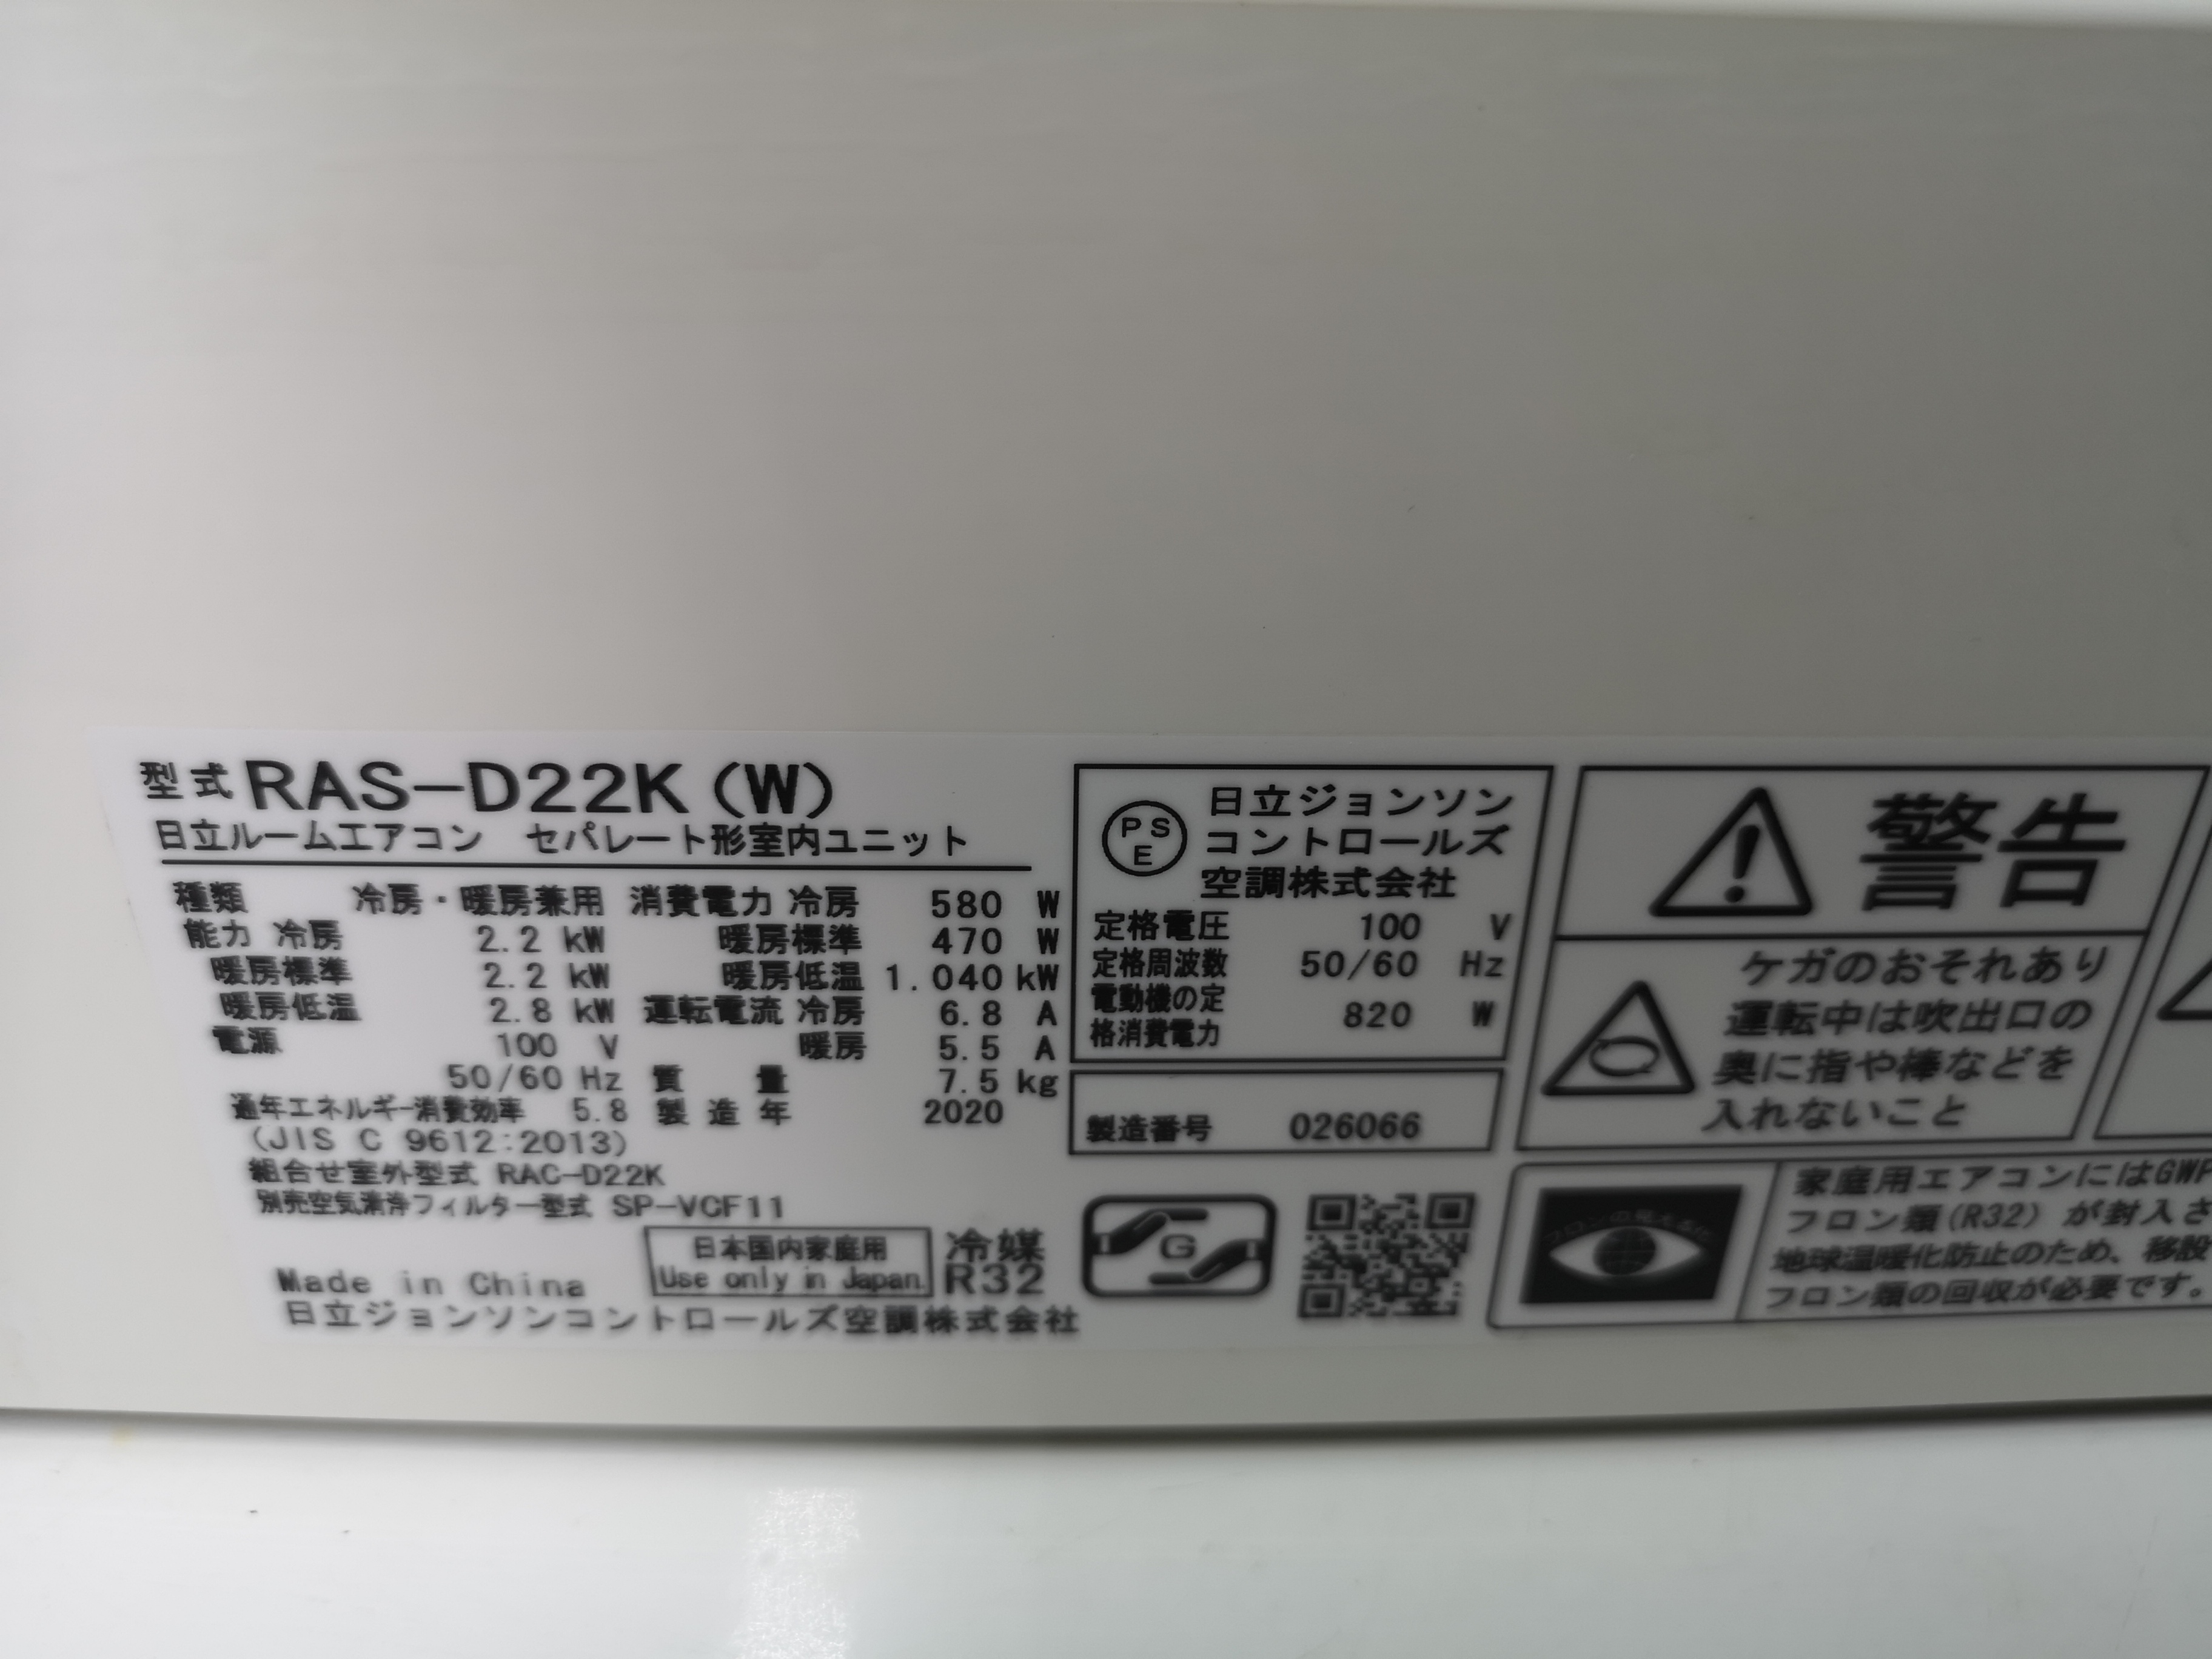 型式 RAS-D22K(W)
日立ルームエアコン セパレート形室内ユニット
種類 冷房・暖房兼用 消費電力 冷房 580 W
能力 冷房 2.2 kW 暖房標準 470 W
暖房標準 2.2 kW 暖房低温 1.040 kW
暖房低温 2.8 kW 運転電流 冷房 6.8 A
電源 100 V 暖房 5.5 A
50/60 Hz 質量 7.5 kg
通年エネルギー消費効率 5.8 製造年 2020
(JIS C 9612:2013)
組合せ室外型式 RAC-D22K
別売空気清浄フィルター型式 SP-VCF11
日本国内家庭用
Use only in Japan.
冷媒
R32
Made in China
日立ジョンソンコントロールズ空調株式会社
PS
E
日立ジョンソン
コントロールズ
空調株式会社
定格電圧 100 V
定格周波数 50/60 Hz
電動機の定
格消費電力 820 W
製造番号 026066
G
警告
ケガのおそれあり
運転中は吹出口の
奥に指や棒などを
入れないこと
フロンの見える化
家庭用エアコンにはGWP
フロン類(R32)が封入さ
地球温暖化防止のため、移設
フロン類の回収が必要です。